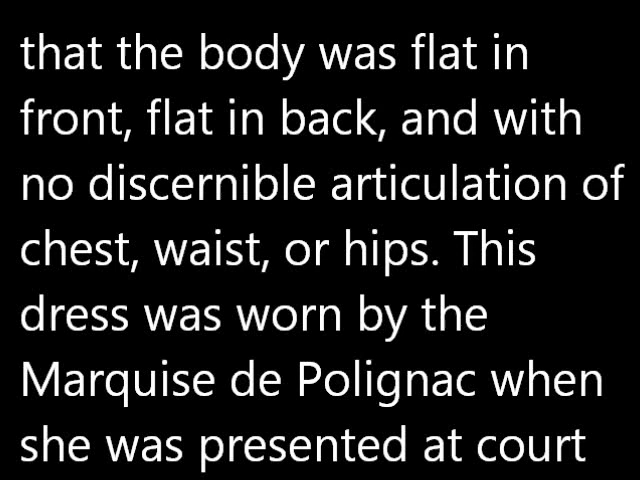 that the body was flat in
front, flat in back, and with
no discernible articulation of
chest, waist, or hips. This
dress was worn by the
Marquise de Polignac when
she was presented at court